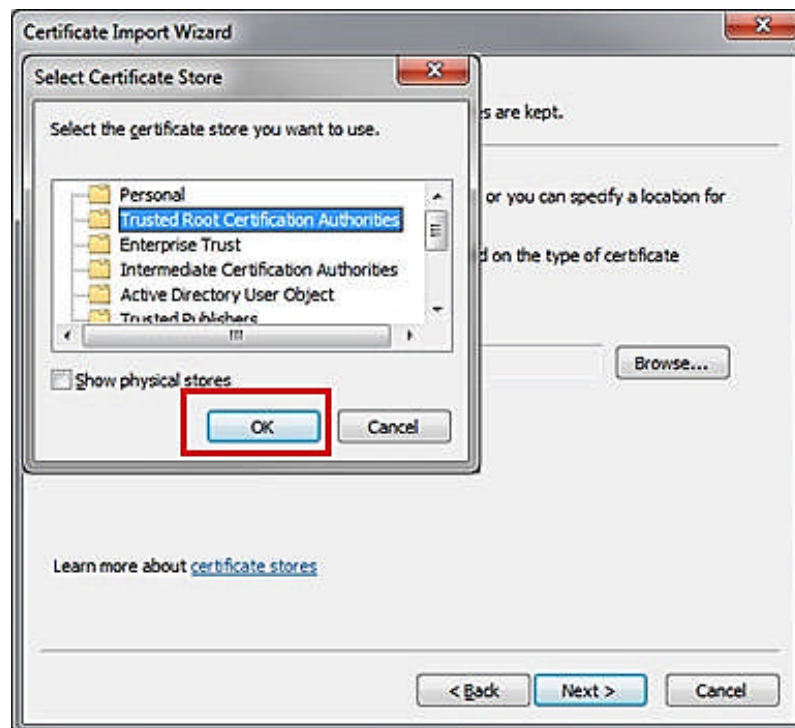 Certificate Import Wizard
Select Certificate Store
Select the certificate store you want to use.
Personal
Trusted Root Certification Authorities
Enterprise Trust
Intermediate Certification Authorities
Active Directory User Object
Trusted Publishers
Show physical stores
OK
Cancel
s are kept.
or you can specify a location for
d on the type of certificate
Browse...
Learn more about certificate stores
< Back
Next >
Cancel